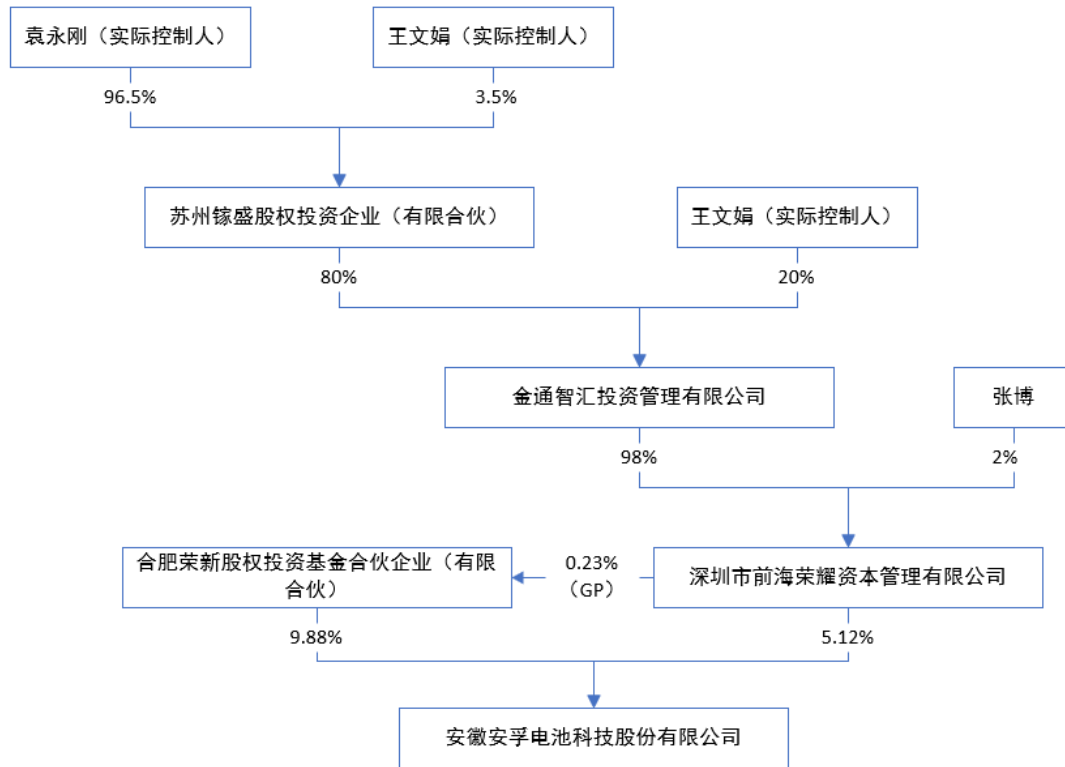 袁永刚（实际控制人）
王文娟（实际控制人）
96.5%
3.5%
苏州镓盛股权投资企业（有限合伙）
王文娟（实际控制人）
80%
20%
金通智汇投资管理有限公司
张博
98%
2%
合肥荣新股权投资基金合伙企业（有限
合伙）
0.23%
（GP）
深圳市前海荣耀资本管理有限公司
9.88%
5.12%
安徽安孚电池科技股份有限公司